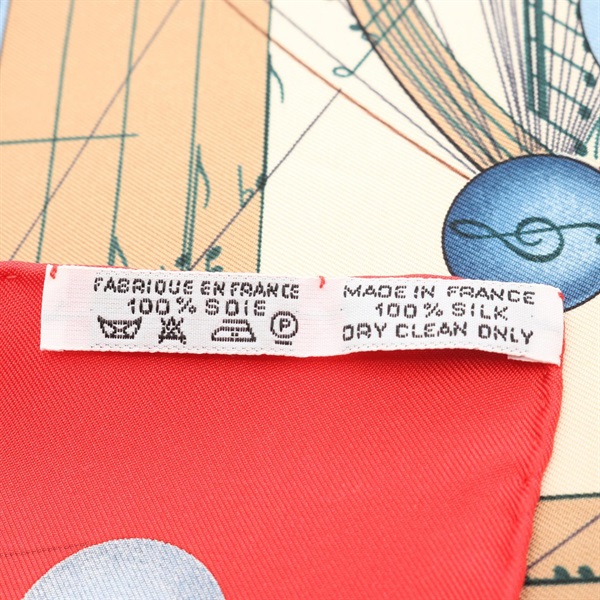 FABRIQUE EN FRANCE
100% SOIE
P
MADE IN FRANCE
100% SILK
DRY CLEAN ONLY